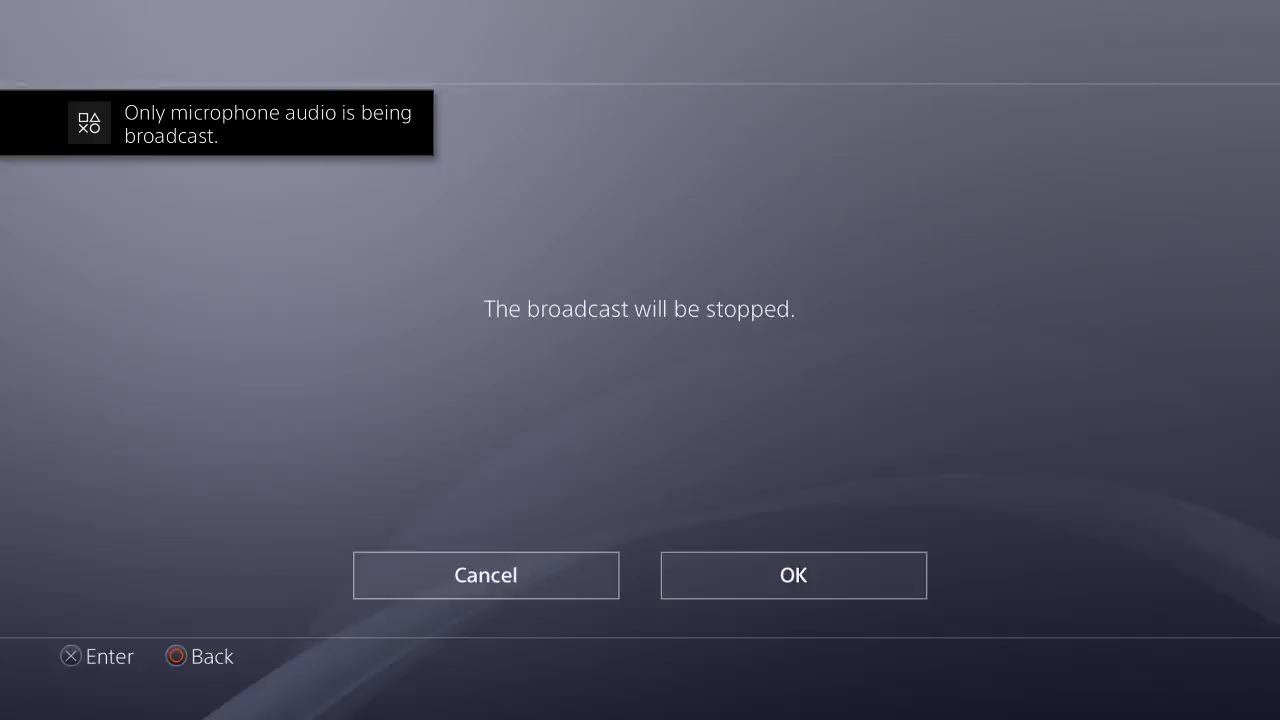 Only microphone audio is being
broadcast.
The broadcast will be stopped.
Cancel
OK
Enter
Back